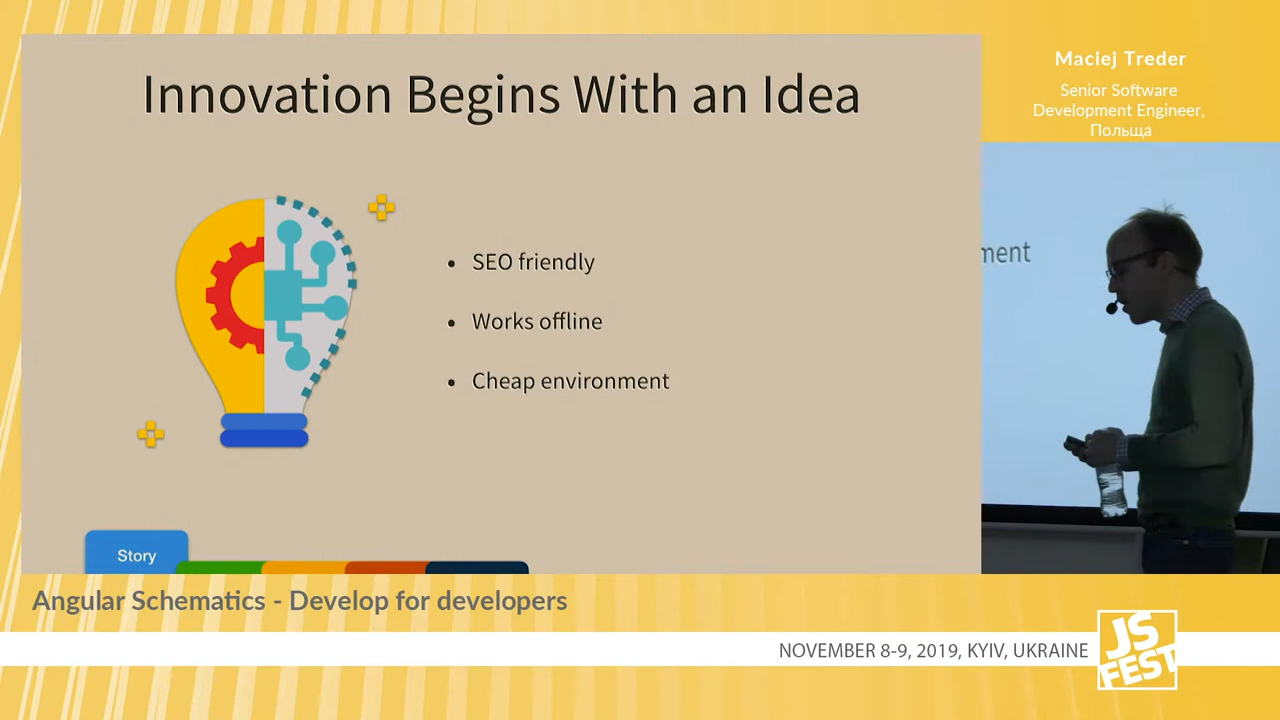 Innovation Begins With an Idea
SEO friendly
Works offline
Cheap environment
Story
Maciej Treder
Senior Software
Development Engineer,
Польща
ment
Angular Schematics - Develop for developers
NOVEMBER 8-9, 2019, KYIV, UKRAINE
JS
FEST